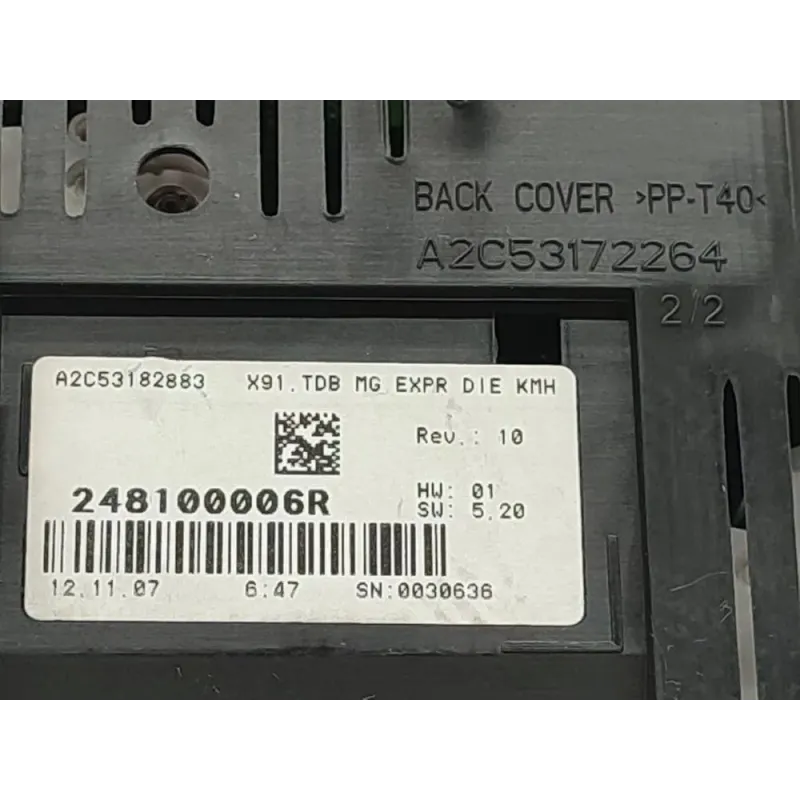 BACK COVER >PP-T40<
A2C53172264
2/2
A2C53182883 X91.TDB MG EXPR DIE KMH
Rev.: 10
248100006R
HW: 01
SW: 5.20
12.11.07 6:47 SN:0030636